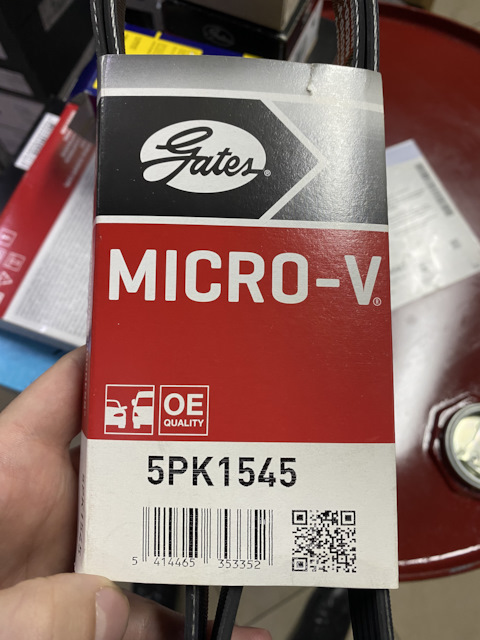 Gates®
MICRO-V®
OE
QUALITY
5PK1545
5 414465 353352